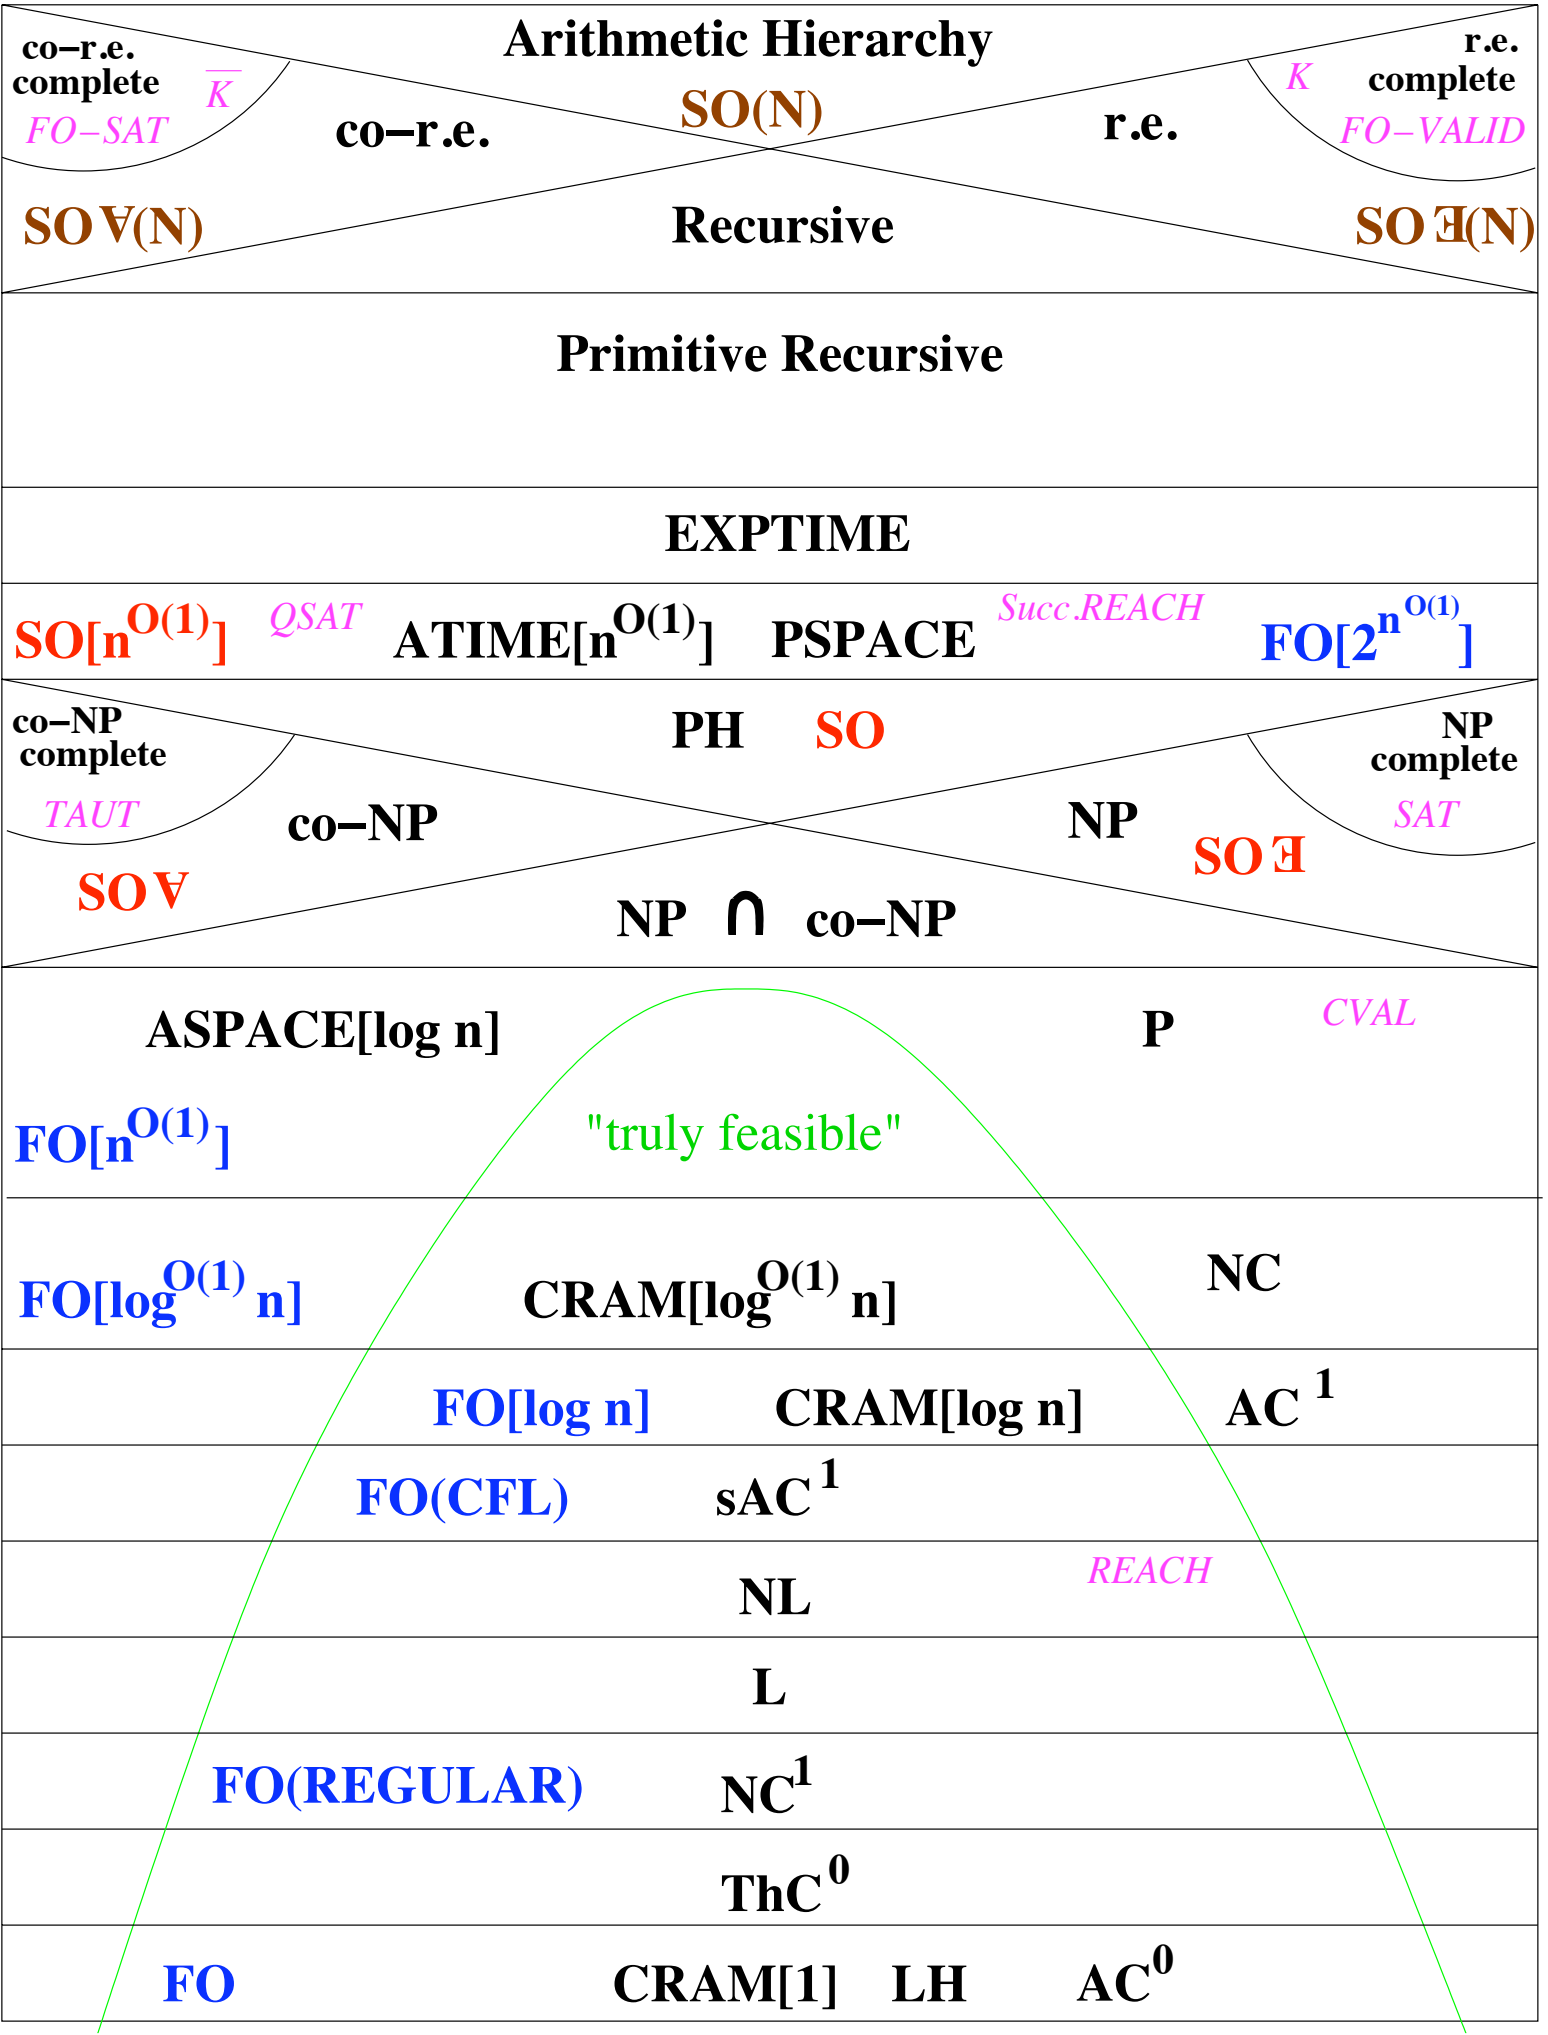 Arithmetic Hierarchy
co–r.e.
complete
K̅
FO–SAT
co–r.e.
SO(N)
r.e.
r.e.
complete
K
FO–VALID
SO∀(N)
Recursive
SO∃(N)
Primitive Recursive
EXPTIME
SO[n^O(1)] QSAT ATIME[n^O(1)] PSPACE Succ.REACH FO[2^n^O(1)]
co–NP
complete
TAUT
PH SO
NP
complete
SAT
co–NP
NP
SO∀
SO∃
NP ∩ co–NP
ASPACE[log n] P CVAL
FO[n^O(1)] "truly feasible"
FO[log^O(1) n] CRAM[log^O(1) n] NC
FO[log n] CRAM[log n] AC^1
FO(CFL) sAC^1
NL REACH
L
FO(REGULAR) NC^1
ThC^0
FO CRAM[1] LH AC^0